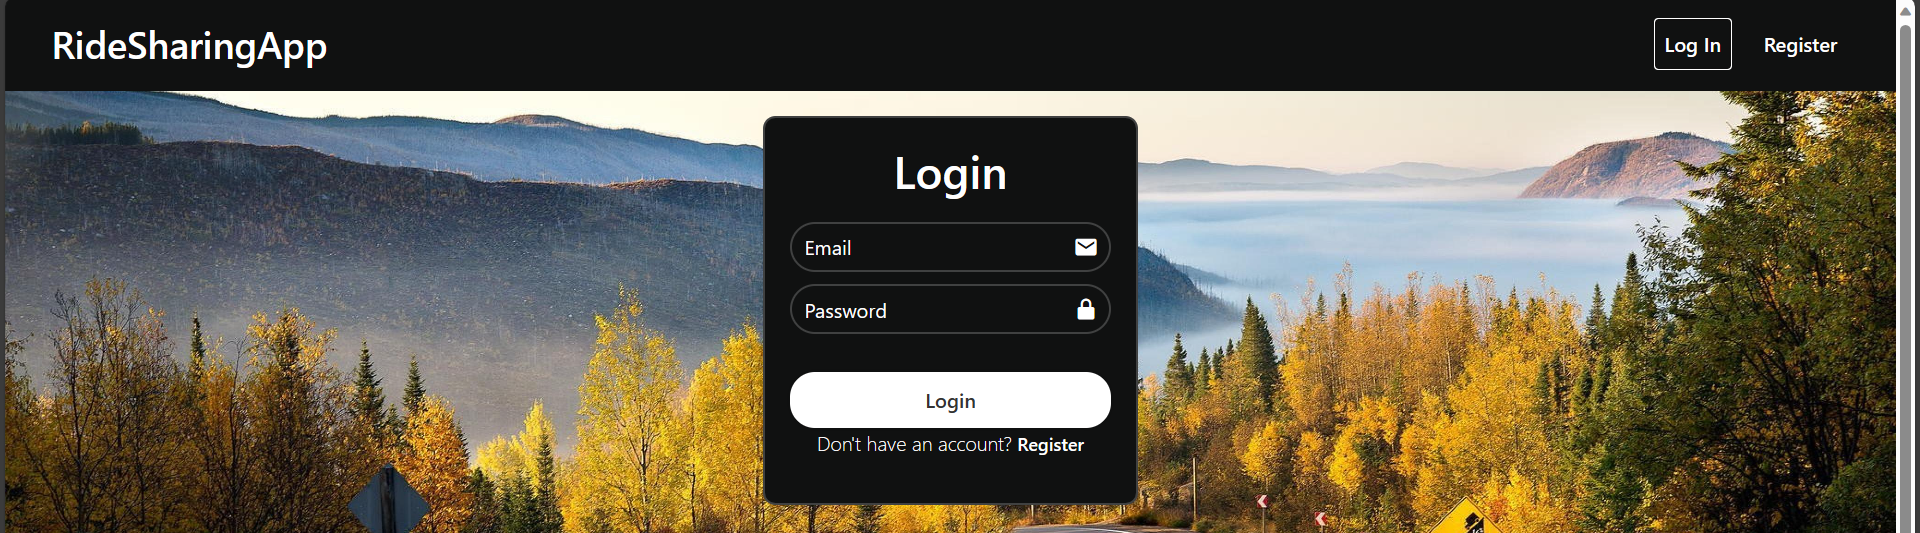 RideSharingApp
Log In
Register
Login
Email
Password
Login
Don't have an account? Register